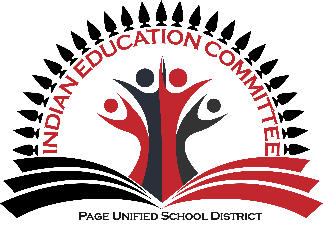 INDIAN EDUCATION COMMITTEE
PAGE UNIFIED SCHOOL DISTRICT